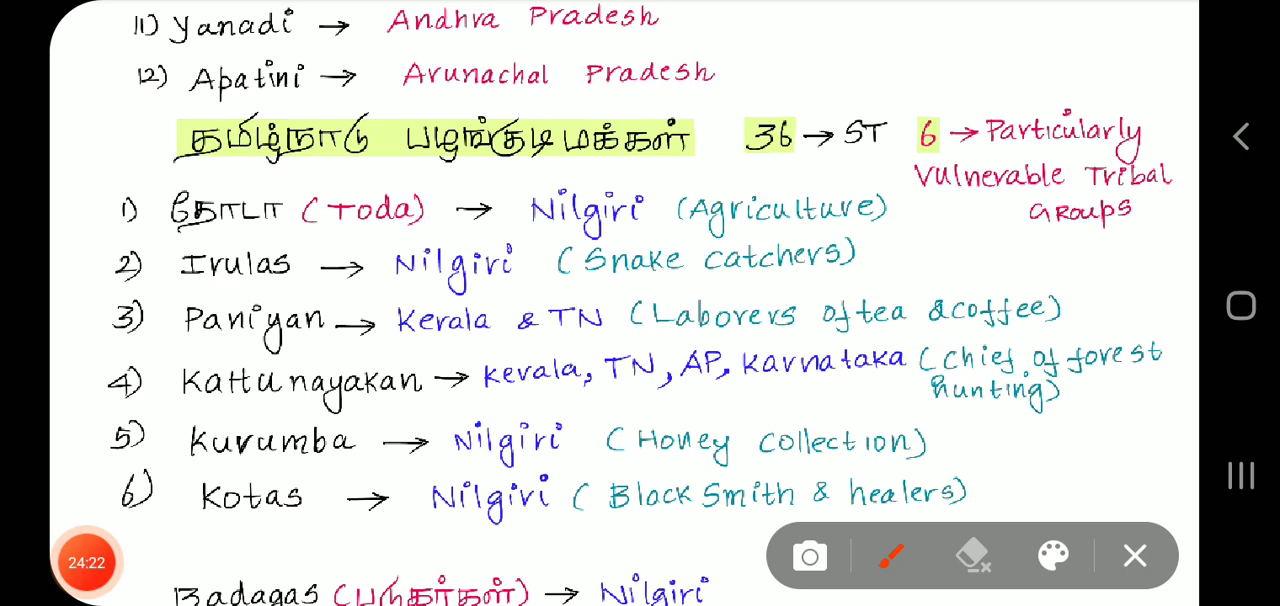 11) Yanadi → Andhra Pradesh
12) Apatini → Arunachal Pradesh
தமிழ்நாடு பழங்குடிமக்கள் 36 → ST 6 → Particularly
Vulnerable Tribal
Groups
1) தோடா (Toda) → Nilgiri (Agriculture)
2) Irulas → Nilgiri (Snake catchers)
3) Paniyan → Kerala & TN (Laborers of tea & coffee)
4) Kattunayakan → Kerala, TN, AP, Karnataka (Chief of forest
hunting)
5) Kurumba → Nilgiri (Honey collection)
6) Kotas → Nilgiri (Black Smith & healers)
24:22
Badagas (படுகர்கள்) → Nilgiri